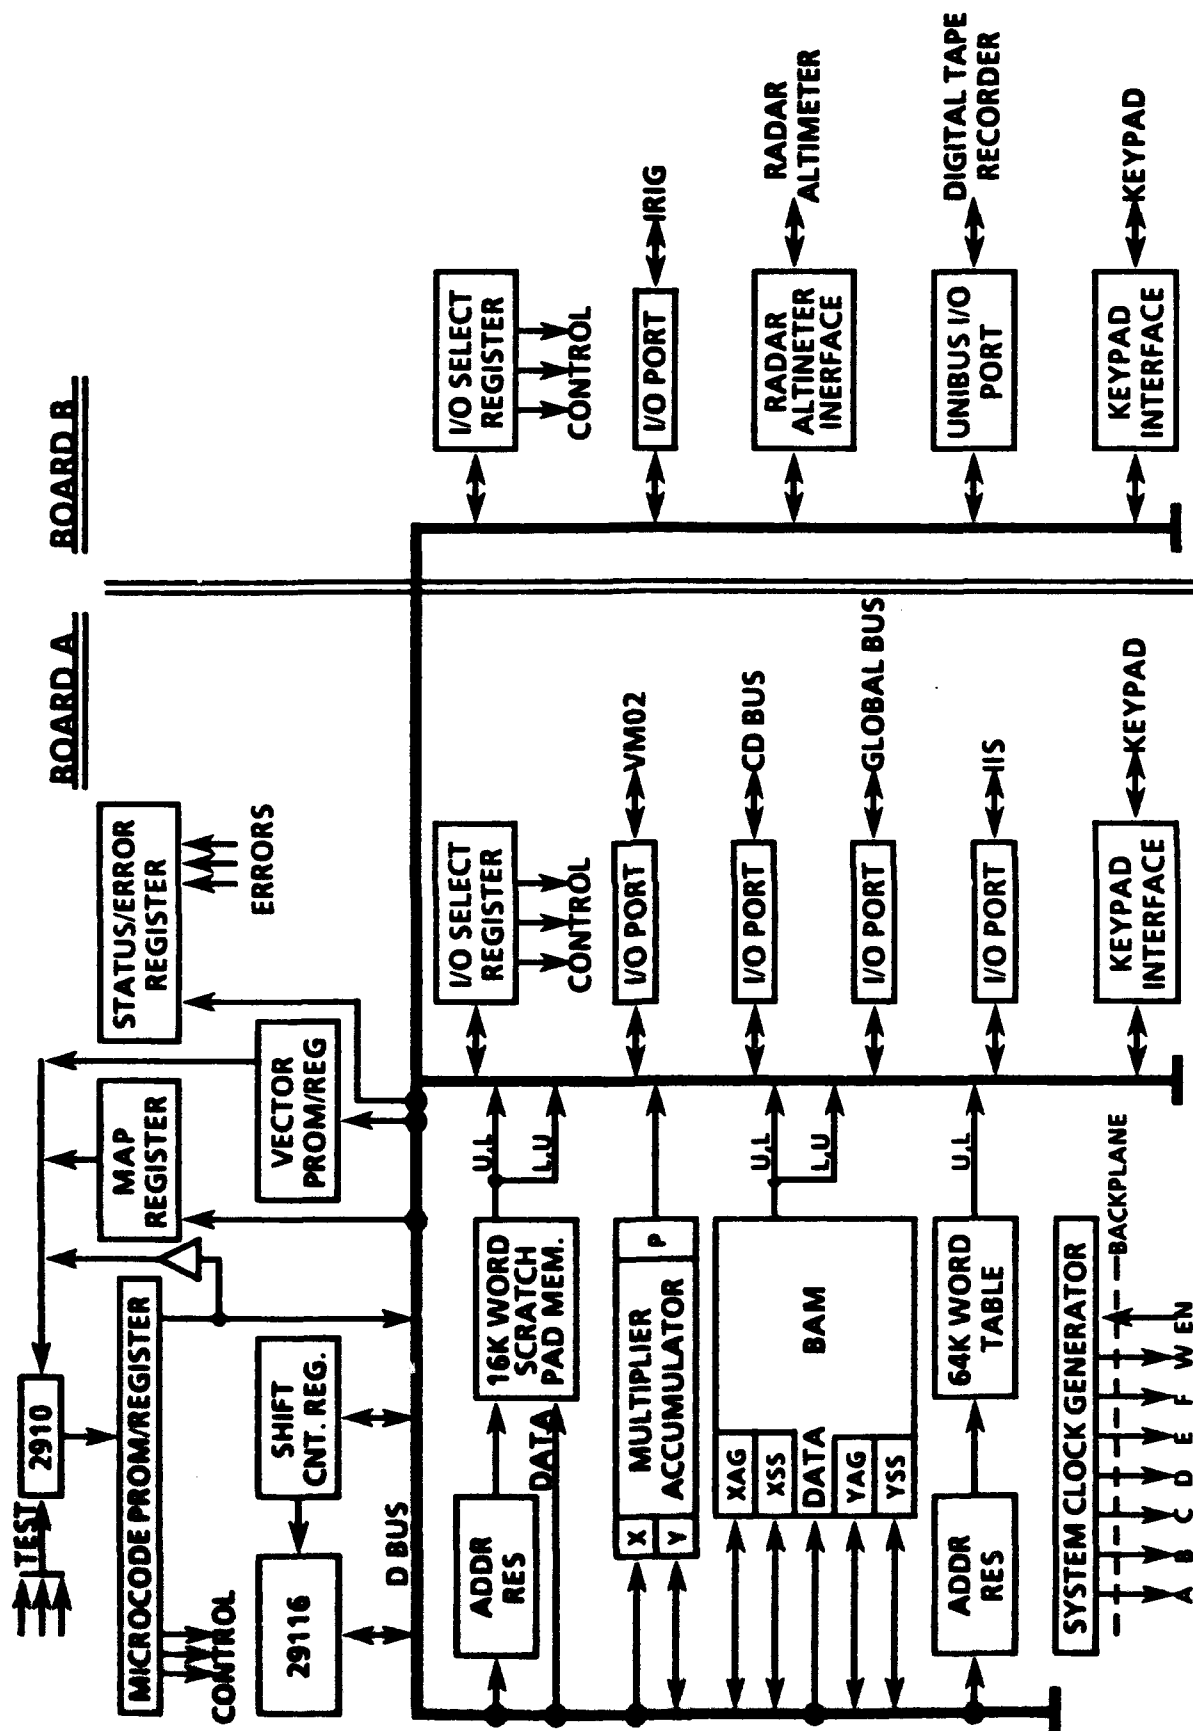 BOARD A
BOARD B
TEST
2910
MICROCODE PROM/REGISTER
CONTROL
MAP
REGISTER
STATUS/ERROR
REGISTER
ERRORS
29116
SHIFT
CNT. REG.
VECTOR
PROM/REG
D BUS
ADDR
RES
DATA
16K WORD
SCRATCH
PAD MEM.
U,L
L,U
X
Y
MULTIPLIER
ACCUMULATOR
P
XAG
XSS
DATA
YAG
YSS
BAM
U,L
L,U
ADDR
RES
64K WORD
TABLE
U,L
SYSTEM CLOCK GENERATOR
BACKPLANE
A B C D E F W EN
I/O SELECT
REGISTER
CONTROL
I/O PORT
VM02
I/O PORT
CD BUS
I/O PORT
GLOBAL BUS
I/O PORT
IIS
KEYPAD
INTERFACE
KEYPAD
I/O SELECT
REGISTER
CONTROL
I/O PORT
IRIG
RADAR
ALTINETER
INERFACE
RADAR
ALTIMETER
UNIBUS I/O
PORT
DIGITAL TAPE
RECORDER
KEYPAD
INTERFACE
KEYPAD